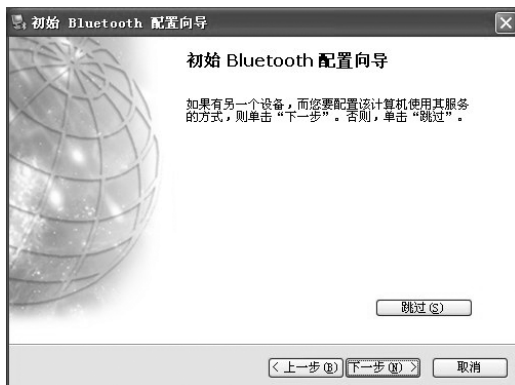 初始 Bluetooth 配置向导
初始 Bluetooth 配置向导
如果有另一个设备，而您要配置该计算机使用其服务
的方式，则单击“下一步”。否则，单击“跳过”。
跳过(S)
< 上一步(B)
下一步(N) >
取消